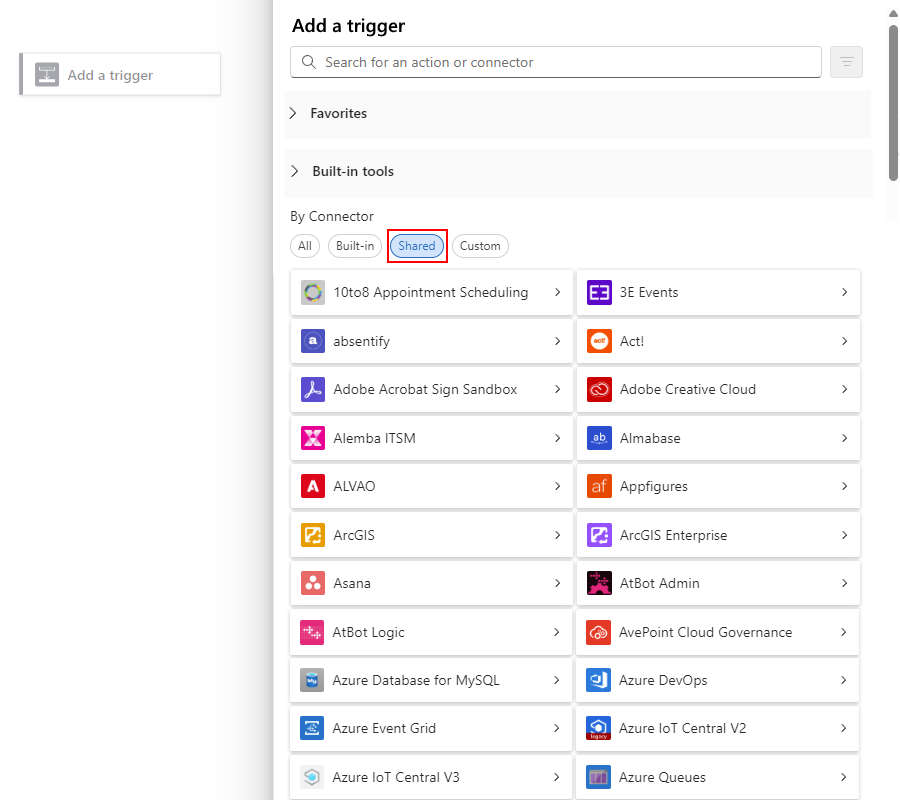 Add a trigger
Add a trigger
Search for an action or connector
Favorites
Built-in tools
By Connector
All Built-in Shared Custom
10to8 Appointment Scheduling 3E Events
absentify Act!
Adobe Acrobat Sign Sandbox Adobe Creative Cloud
Alemba ITSM Almabase
ALVAO Appfigures
ArcGIS ArcGIS Enterprise
Asana AtBot Admin
AtBot Logic AvePoint Cloud Governance
Azure Database for MySQL Azure DevOps
Azure Event Grid Azure IoT Central V2
Azure IoT Central V3 Azure Queues